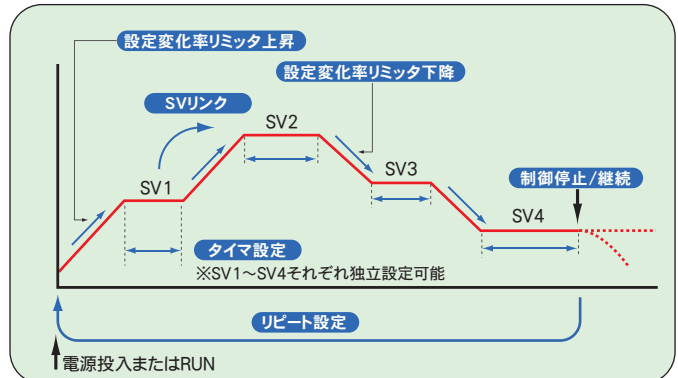 設定変化率リミッタ上昇
設定変化率リミッタ下降
SVリンク
SV2
SV1
SV3
制御停止/継続
SV4
タイマ設定
※SV1～SV4それぞれ独立設定可能
リピート設定
電源投入またはRUN